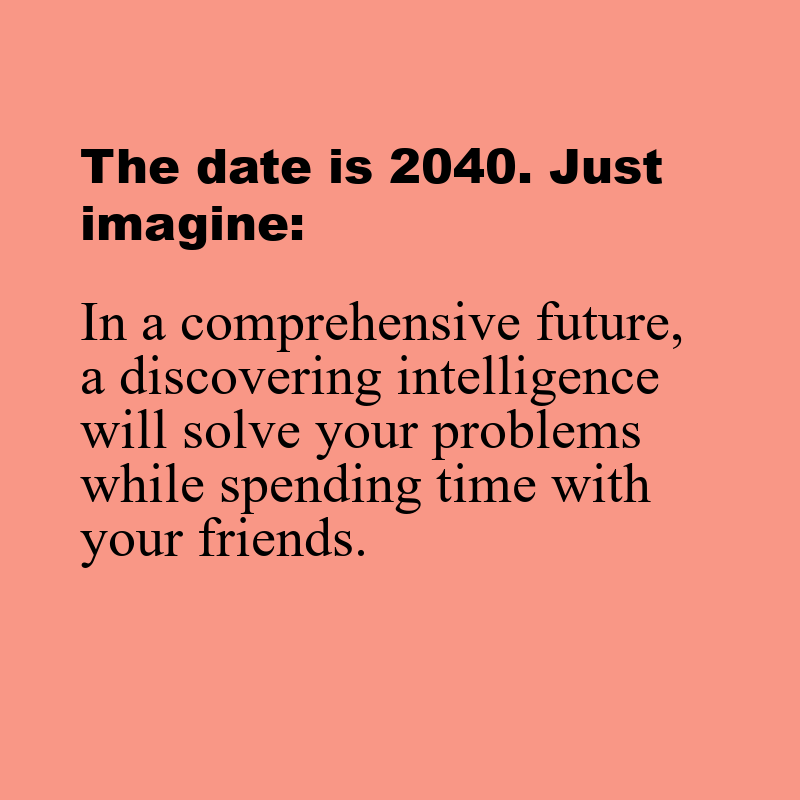 The date is 2040. Just
imagine:
In a comprehensive future,
a discovering intelligence
will solve your problems
while spending time with
your friends.